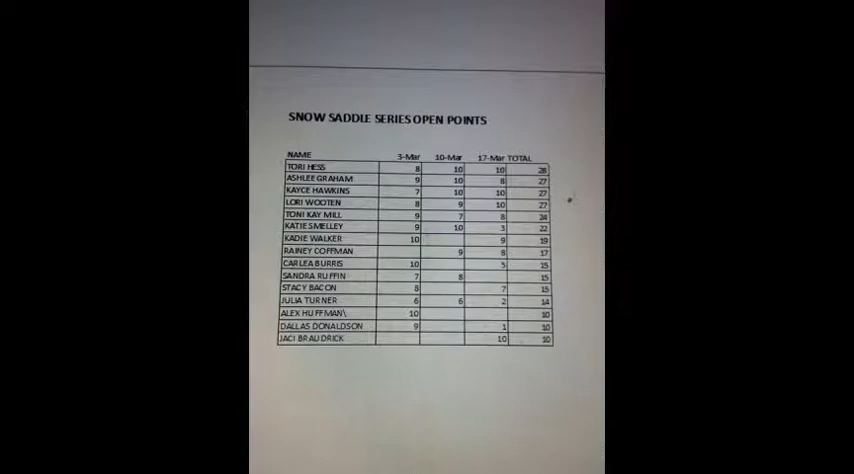 SNOW SADDLE SERIES OPEN POINTS
NAME 3-Mar 10-Mar 17-Mar TOTAL
TORI HESS 8 10 10 28
ASHLEE GRAHAM 9 10 8 27
KAYCE HAWKINS 7 10 10 27
LORI WOOTEN 8 9 10 27
TONI KAY MILL 9 7 8 24
KATIE SMELLEY 9 10 3 22
KADIE WALKER 10 9 19
RAINEY COFFMAN 9 8 17
CARLEA BURRIS 10 5 15
SANDRA RUFFIN 7 8 15
STACY BACON 8 7 15
JULIA TURNER 6 6 2 14
ALEX HUFFMAN\ 10 10
DALLAS DONALDSON 9 1 10
JACI BRAUDRICK 10 10